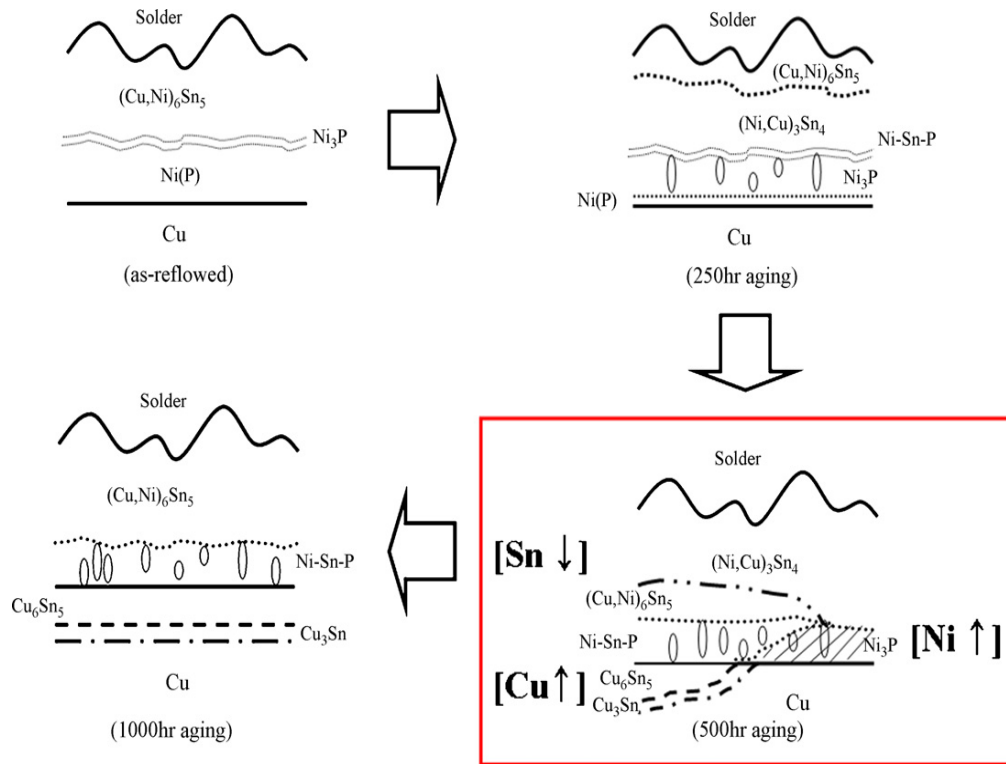 Solder
(Cu,Ni)₆Sn₅
Ni₃P
Ni(P)
Cu
(as-reflowed)
Solder
(Cu,Ni)₆Sn₅
(Ni,Cu)₃Sn₄
Ni-Sn-P
Ni₃P
Ni(P)
Cu
(250hr aging)
Solder
(Cu,Ni)₆Sn₅
Ni-Sn-P
Cu₆Sn₅
Cu₃Sn
Cu
(1000hr aging)
Solder
[Sn ↓]
(Ni,Cu)₃Sn₄
(Cu,Ni)₆Sn₅
Ni-Sn-P
Ni₃P
[Ni ↑]
[Cu↑]
Cu₆Sn₅
Cu₃Sn
Cu
(500hr aging)